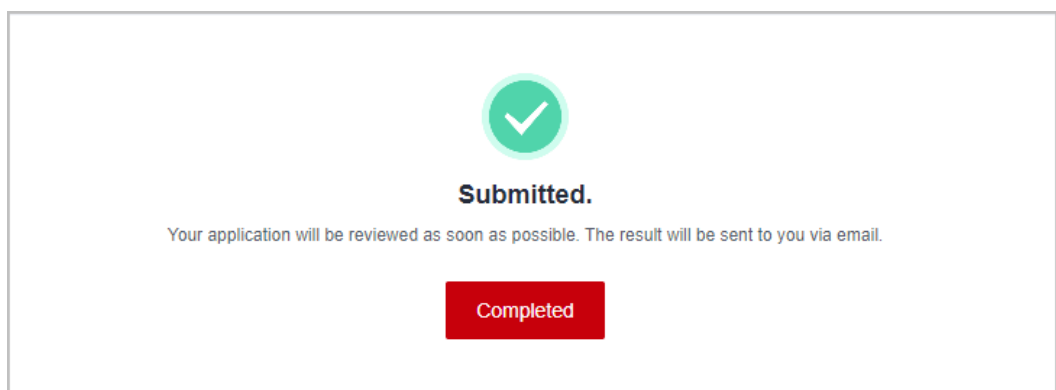 Submitted.
Your application will be reviewed as soon as possible. The result will be sent to you via email.
Completed